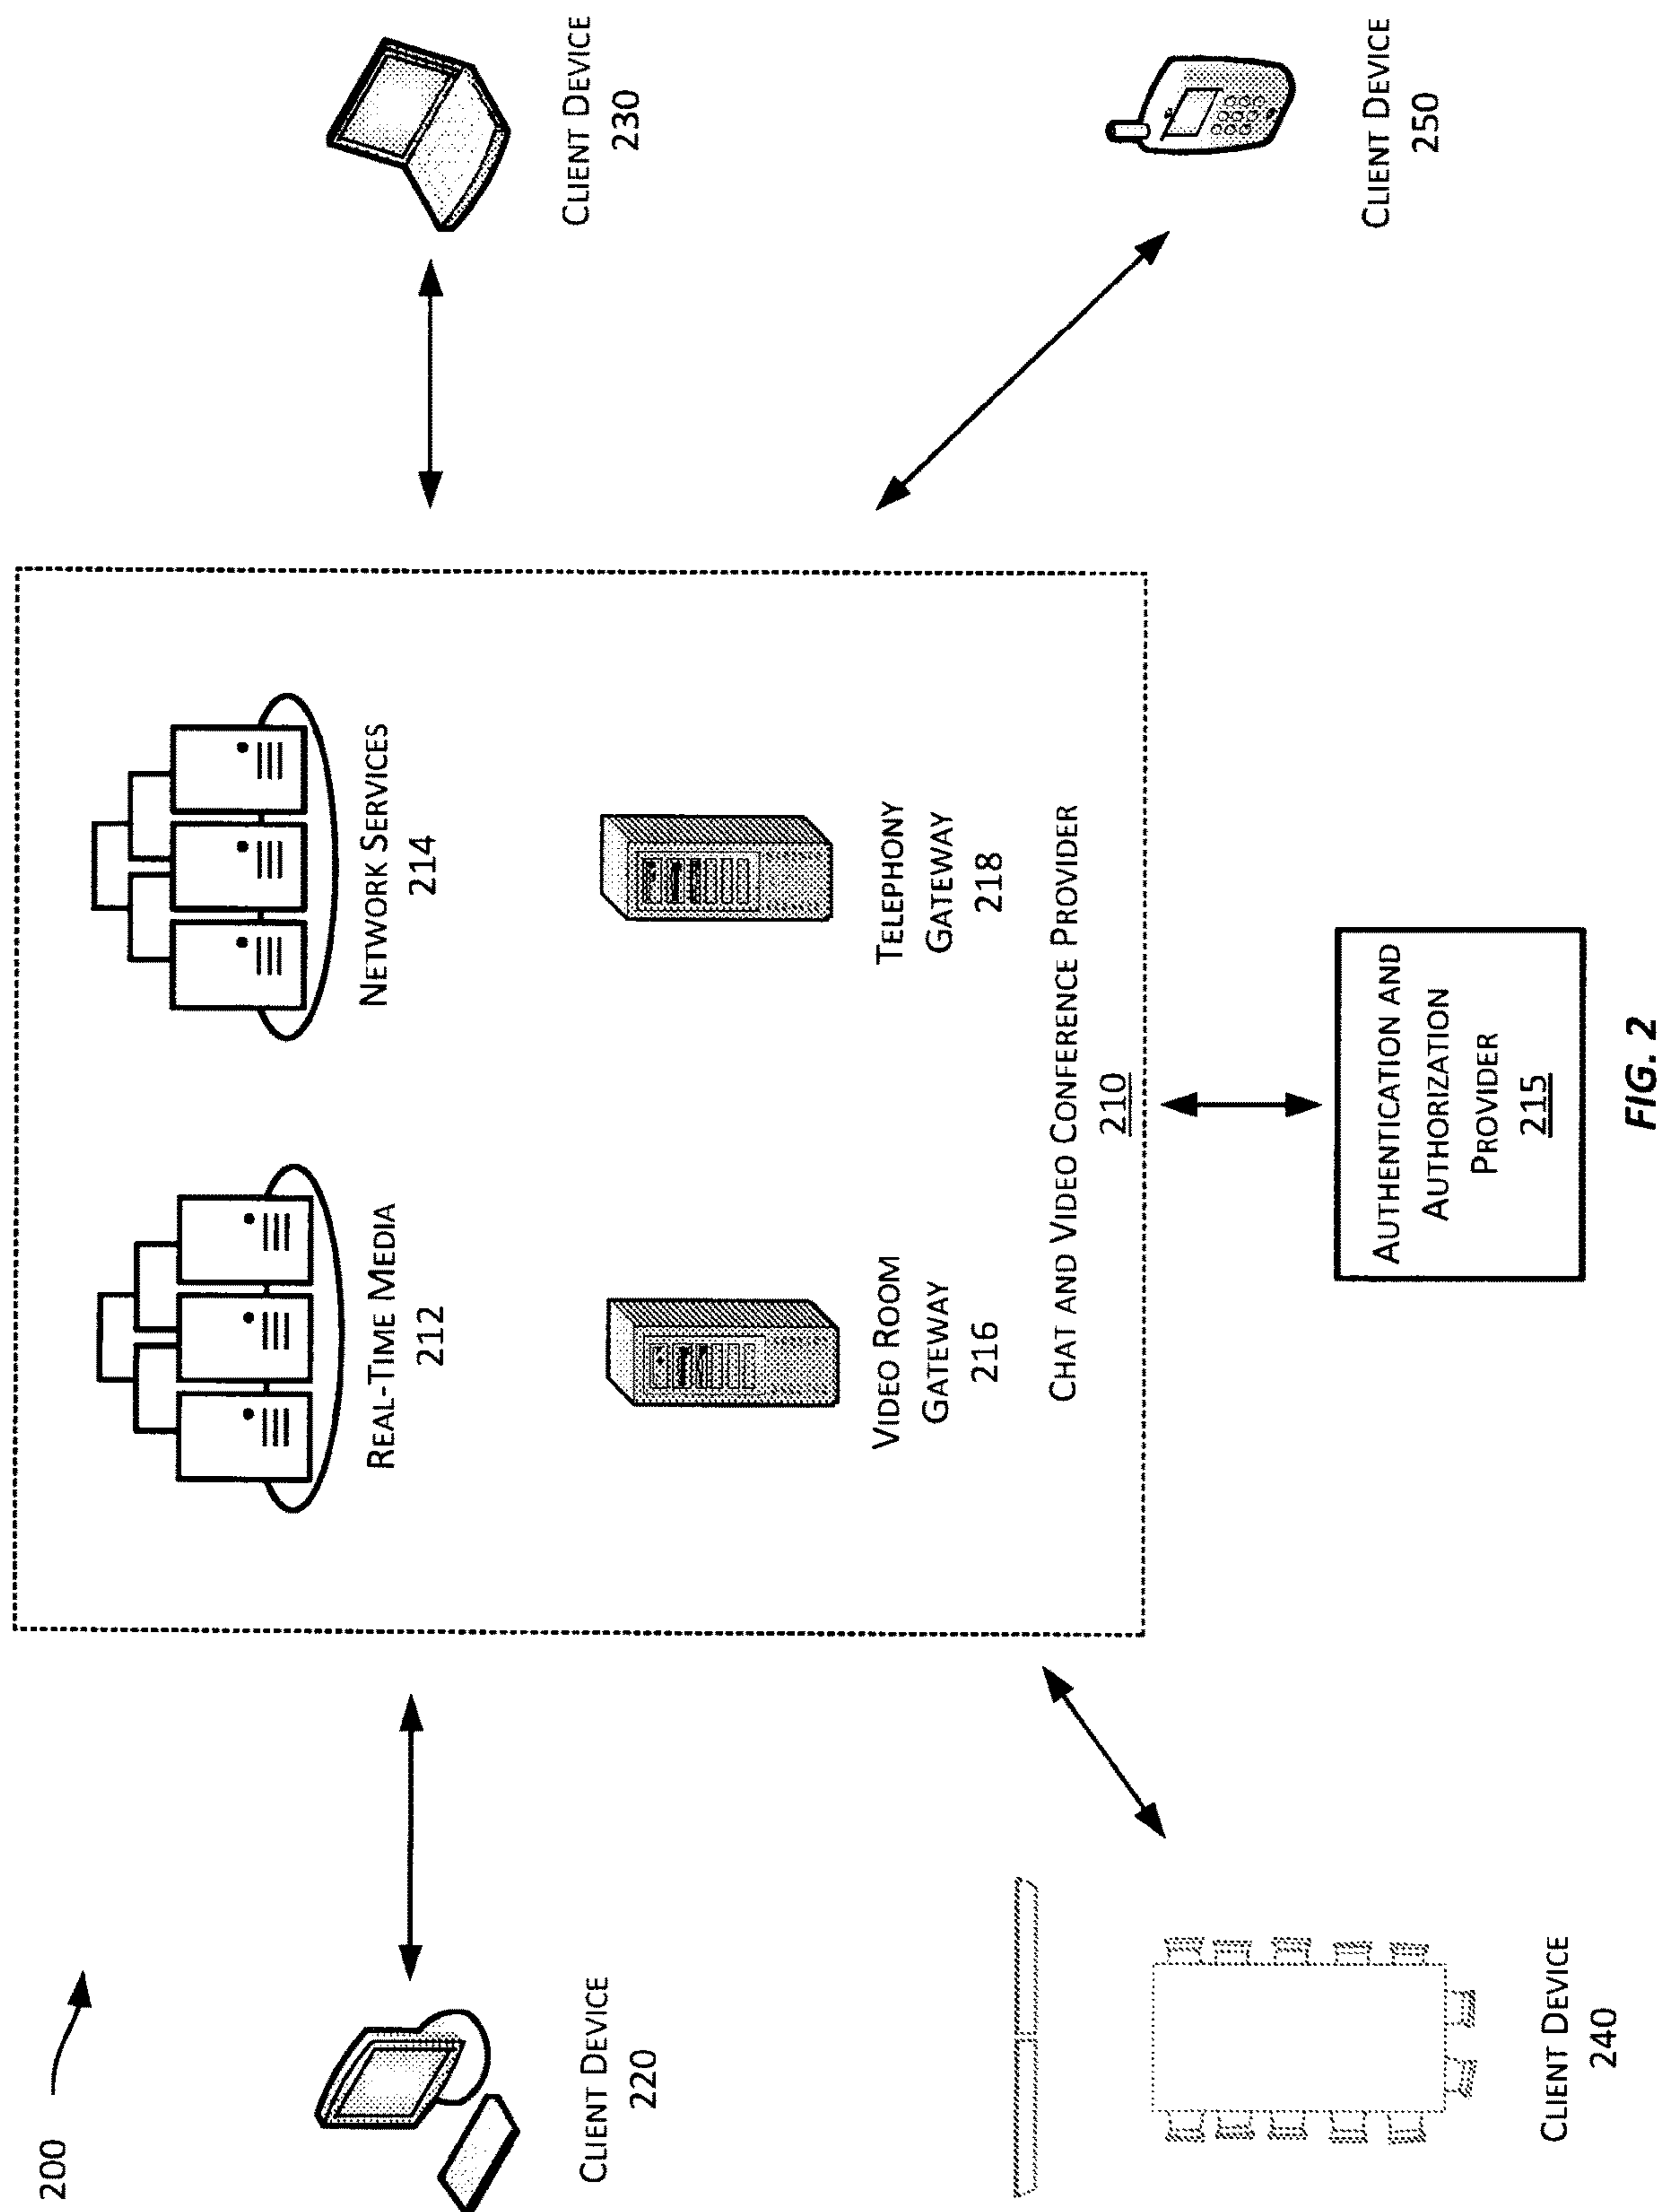 200
REAL-TIME MEDIA
212
NETWORK SERVICES
214
CLIENT DEVICE
220
CLIENT DEVICE
230
VIDEO ROOM
GATEWAY
216
TELEPHONY
GATEWAY
218
CHAT AND VIDEO CONFERENCE PROVIDER
210
CLIENT DEVICE
240
AUTHENTICATION AND
AUTHORIZATION
PROVIDER
215
CLIENT DEVICE
250
FIG. 2